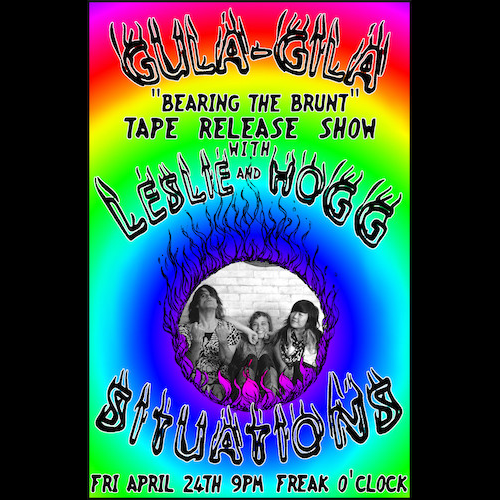 GULA-GILA
"BEARING THE BRUNT"
TAPE RELEASE SHOW
WITH
LESLIE AND HOGG
SITUATIONS
FRI APRIL 24TH 9PM FREAK O'CLOCK